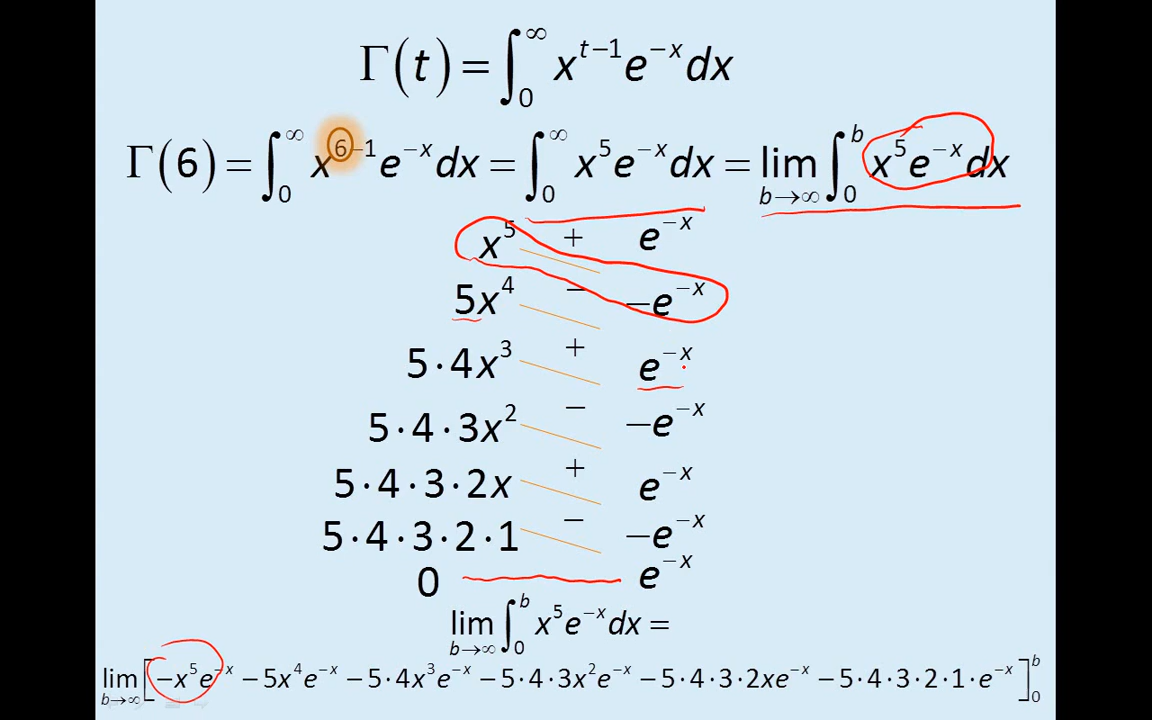 Γ(t) = ∫₀^∞ x^(t−1) e^(−x) dx
Γ(6) = ∫₀^∞ x^(6−1) e^(−x) dx = ∫₀^∞ x⁵ e^(−x) dx = lim_(b→∞) ∫₀^b x⁵ e^(−x) dx
x⁵ + e^(−x)
5x⁴ − −e^(−x)
5·4x³ + e^(−x)
5·4·3x² − −e^(−x)
5·4·3·2x + e^(−x)
5·4·3·2·1 − −e^(−x)
0 e^(−x)
lim_(b→∞) ∫₀^b x⁵ e^(−x) dx =
lim_(b→∞) [−x⁵e^(−x) − 5x⁴e^(−x) − 5·4x³e^(−x) − 5·4·3x²e^(−x) − 5·4·3·2xe^(−x) − 5·4·3·2·1·e^(−x)]₀^b